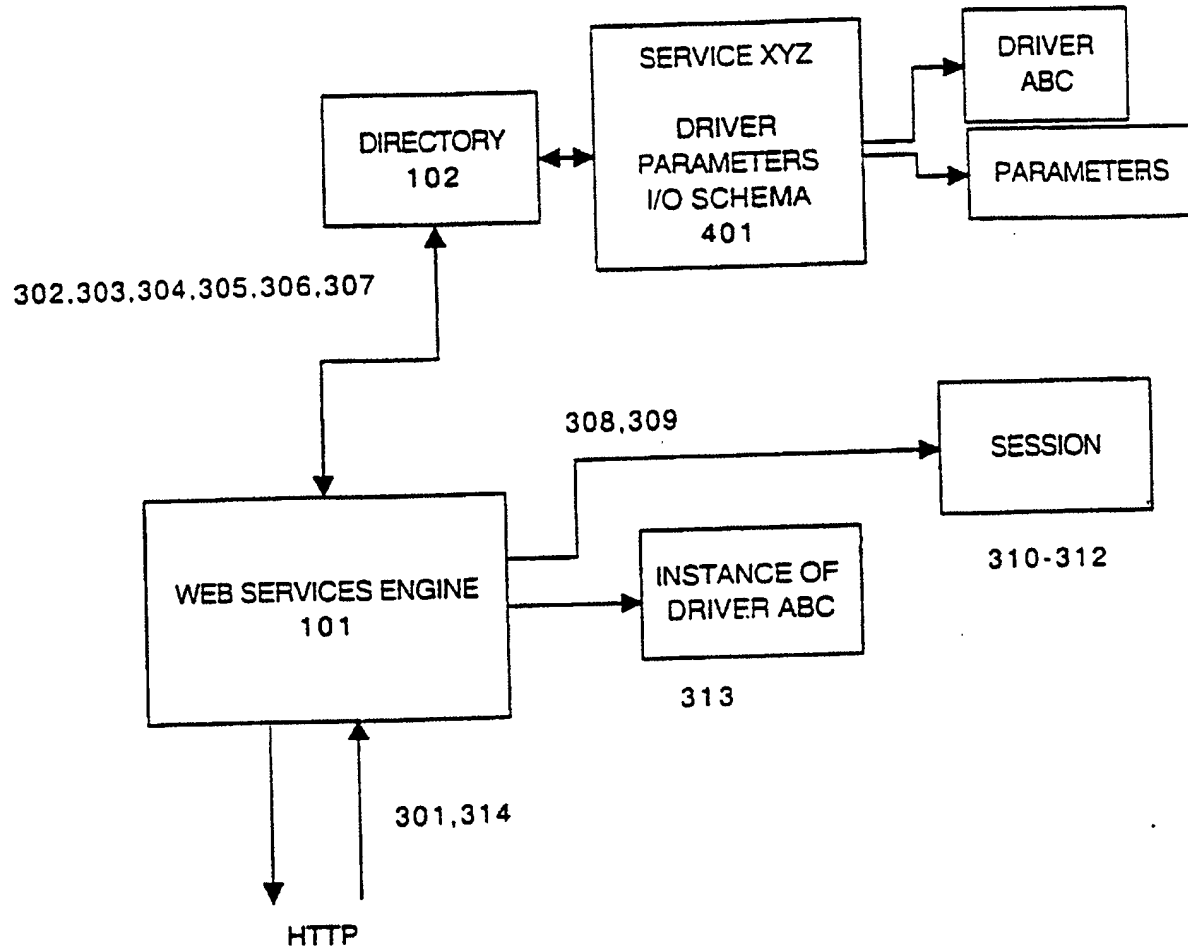 SERVICE XYZ
DRIVER
PARAMETERS
I/O SCHEMA
401
DRIVER
ABC
PARAMETERS
DIRECTORY
102
302,303,304,305,306,307
308,309
SESSION
310-312
WEB SERVICES ENGINE
101
INSTANCE OF
DRIVER ABC
313
301,314
HTTP